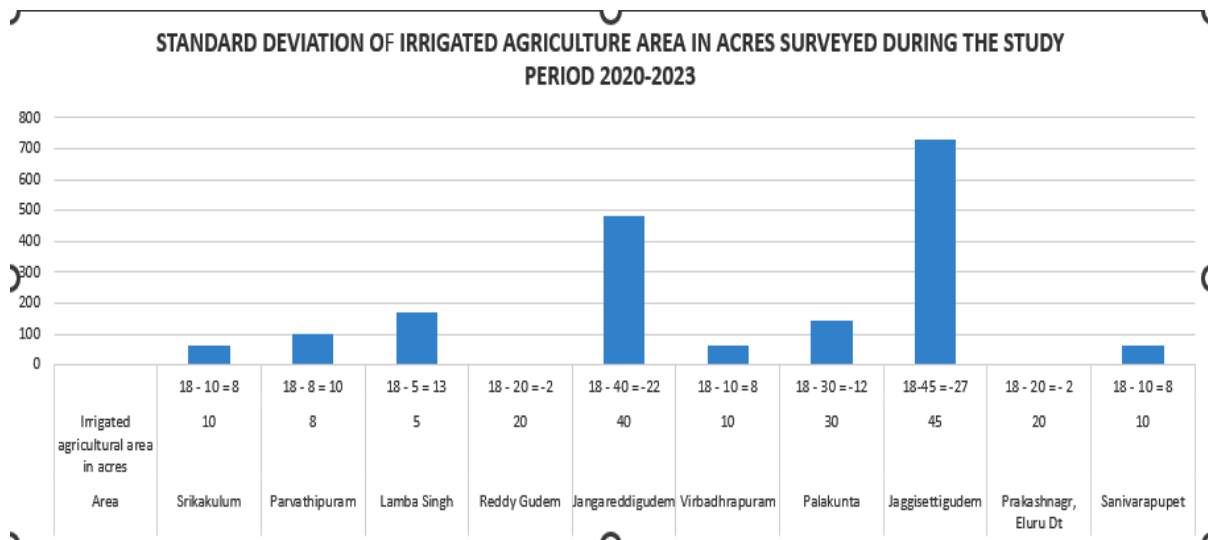 STANDARD DEVIATION OF IRRIGATED AGRICULTURE AREA IN ACRES SURVEYED DURING THE STUDY
PERIOD 2020-2023
800
700
600
500
400
300
200
100
0
18 - 10 = 8 18 - 8 = 10 18 - 5 = 13 18 - 20 = -2 18 - 40 = -22 18 - 10 = 8 18 - 30 = -12 18-45 = -27 18 - 20 = - 2 18 - 10 = 8
Irrigated agricultural area in acres 10 8 5 20 40 10 30 45 20 10
Area Srikakulum Parvathipuram Lamba Singh Reddy Gudem Jangareddigudem Virbadhrapuram Palakunta Jaggisettigudem Prakashnagr, Eluru Dt Sanivarapupet